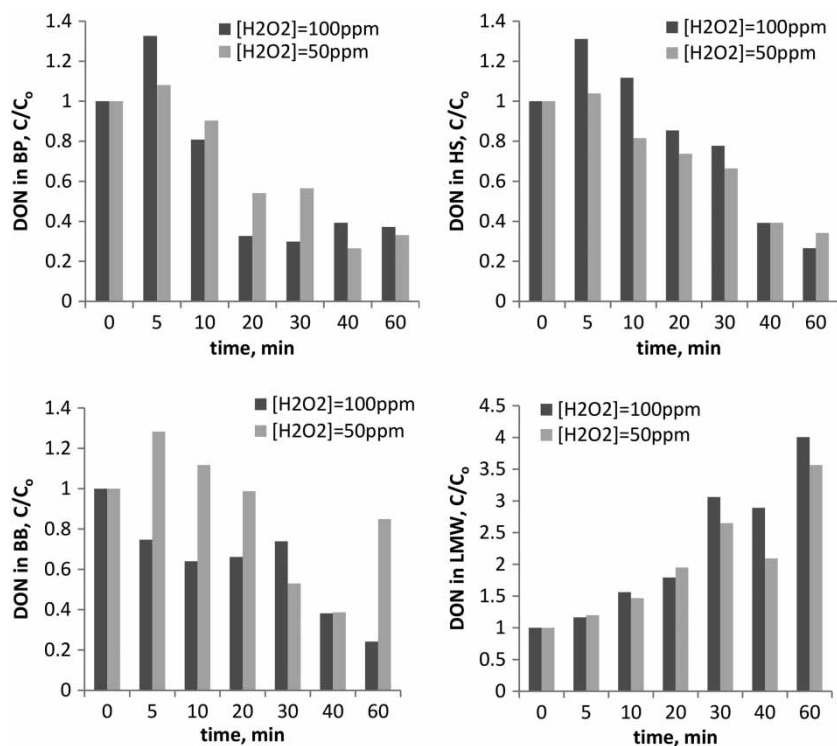 DON in BP, C/Cₒ
1.4
1.2
1
0.8
0.6
0.4
0.2
0
[H2O2]=100ppm
[H2O2]=50ppm
0 5 10 20 30 40 60
time, min
DON in HS, C/Cₒ
1.4
1.2
1
0.8
0.6
0.4
0.2
0
[H2O2]=100ppm
[H2O2]=50ppm
0 5 10 20 30 40 60
time, min
DON in BB, C/Cₒ
1.4
1.2
1
0.8
0.6
0.4
0.2
0
[H2O2]=100ppm
[H2O2]=50ppm
0 5 10 20 30 40 60
time, min
DON in LMW, C/Cₒ
4.5
4
3.5
3
2.5
2
1.5
1
0.5
0
[H2O2]=100ppm
[H2O2]=50ppm
0 5 10 20 30 40 60
time, min